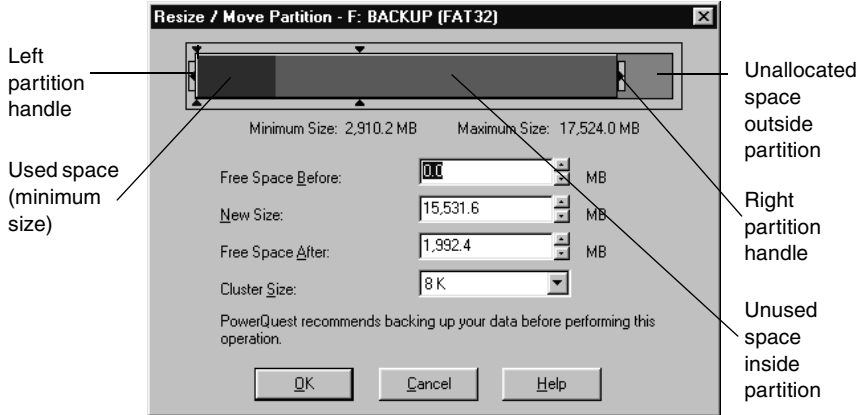 Resize / Move Partition - F: BACKUP (FAT32)
Left
partition
handle
Used space
(minimum
size)
Minimum Size: 2,910.2 MB Maximum Size: 17,524.0 MB
Free Space Before: 0.0 MB
New Size: 15,531.6 MB
Free Space After: 1,992.4 MB
Cluster Size: 8 K
PowerQuest recommends backing up your data before performing this
operation.
OK Cancel Help
Unallocated
space
outside
partition
Right
partition
handle
Unused
space
inside
partition